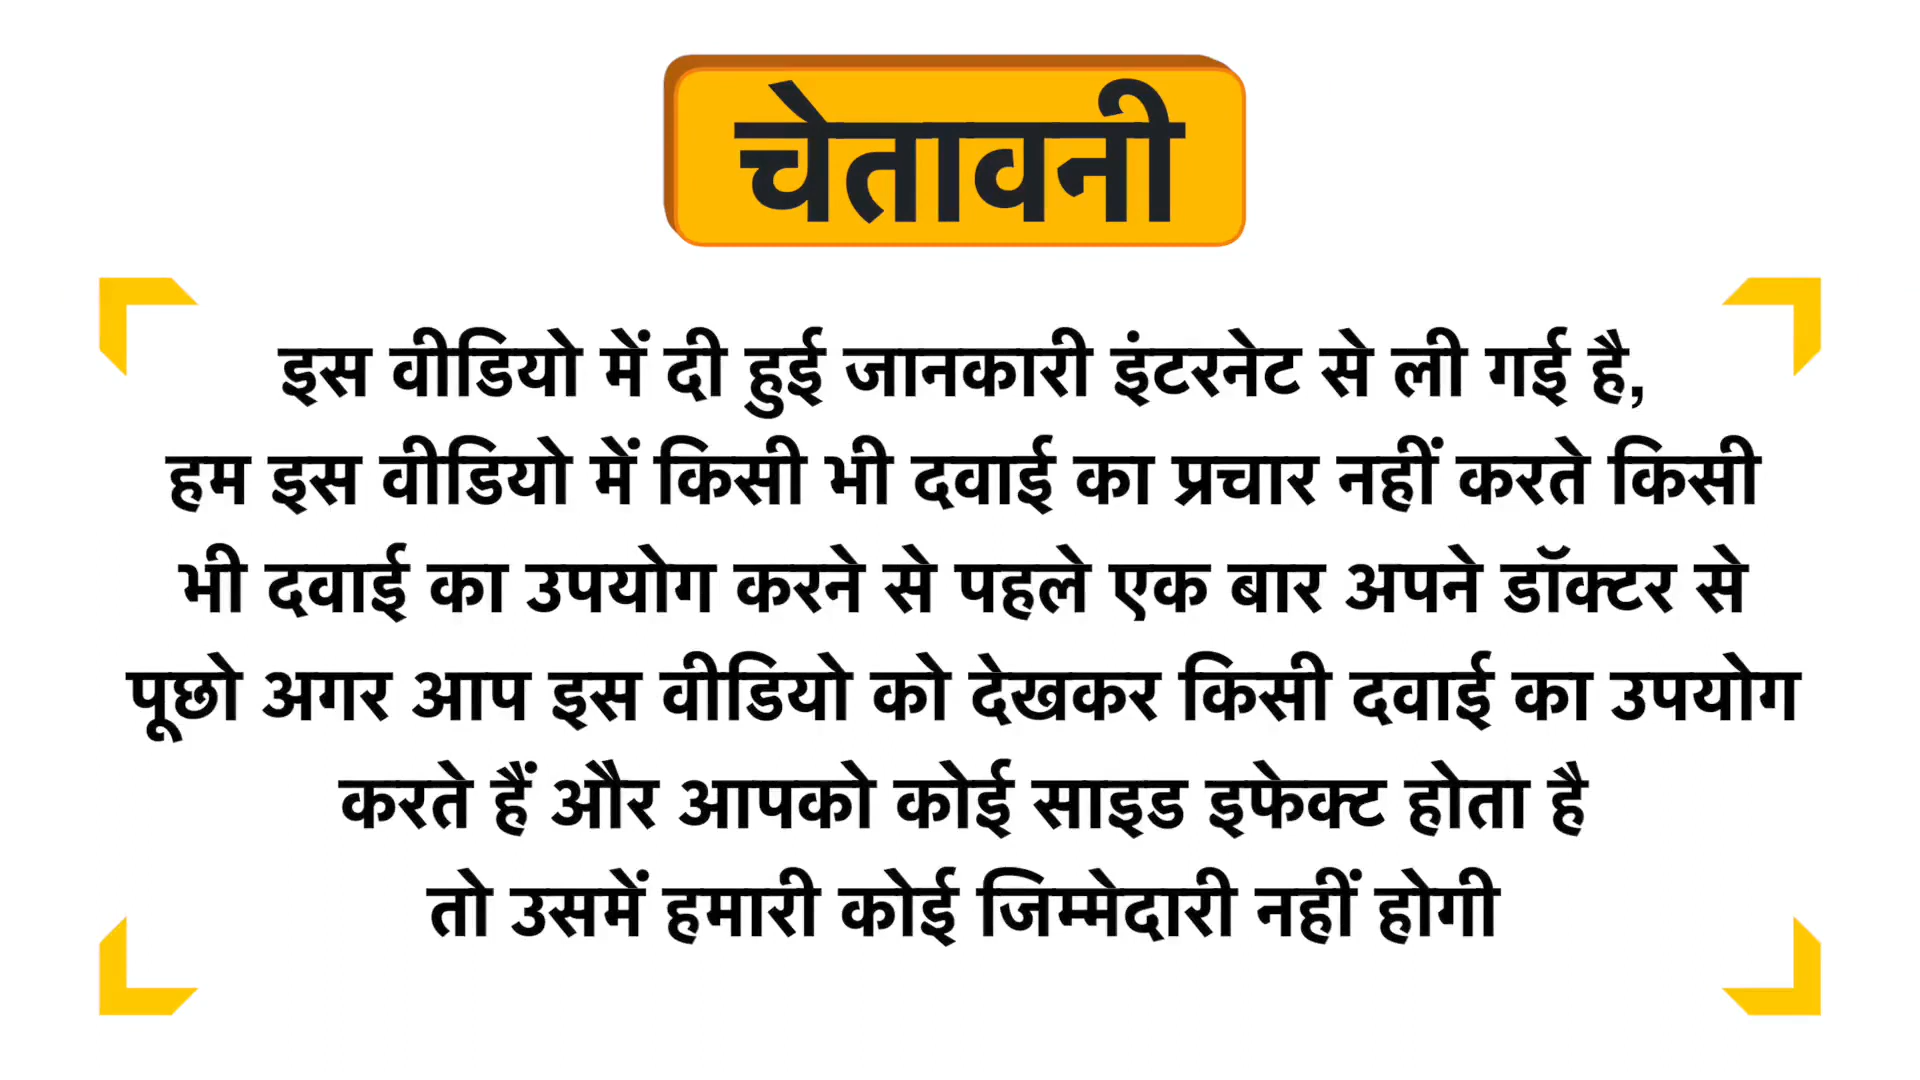 चेतावनी
इस वीडियो में दी हुई जानकारी इंटरनेट से ली गई है,
हम इस वीडियो में किसी भी दवाई का प्रचार नहीं करते किसी
भी दवाई का उपयोग करने से पहले एक बार अपने डॉक्टर से
पूछो अगर आप इस वीडियो को देखकर किसी दवाई का उपयोग
करते हैं और आपको कोई साइड इफेक्ट होता है
तो उसमें हमारी कोई जिम्मेदारी नहीं होगी